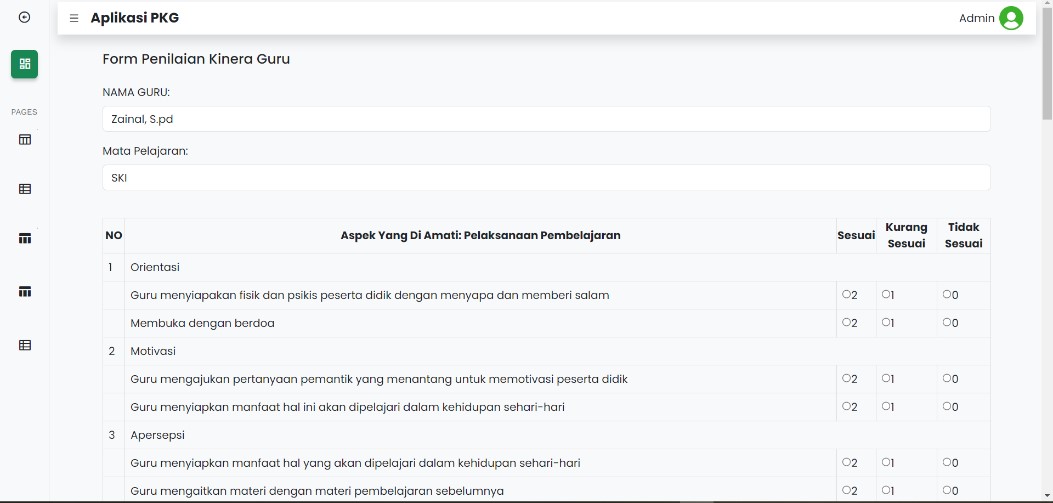 Aplikasi PKG
Admin
PAGES
Form Penilaian Kinera Guru
NAMA GURU:
Zainal, S.pd
Mata Pelajaran:
SKI
NO Aspek Yang Di Amati: Pelaksanaan Pembelajaran Sesuai Kurang Sesuai Tidak Sesuai
1 Orientasi
Guru menyiapakan fisik dan psikis peserta didik dengan menyapa dan memberi salam 2 1 0
Membuka dengan berdoa 2 1 0
2 Motivasi
Guru mengajukan pertanyaan pemantik yang menantang untuk memotivasi peserta didik 2 1 0
Guru menyiapkan manfaat hal ini akan dipelajari dalam kehidupan sehari-hari 2 1 0
3 Apersepsi
Guru menyiapkan manfaat hal yang akan dipelajari dalam kehidupan sehari-hari 2 1 0
Guru mengaitkan materi dengan materi pembelajaran sebelumnya 2 1 0